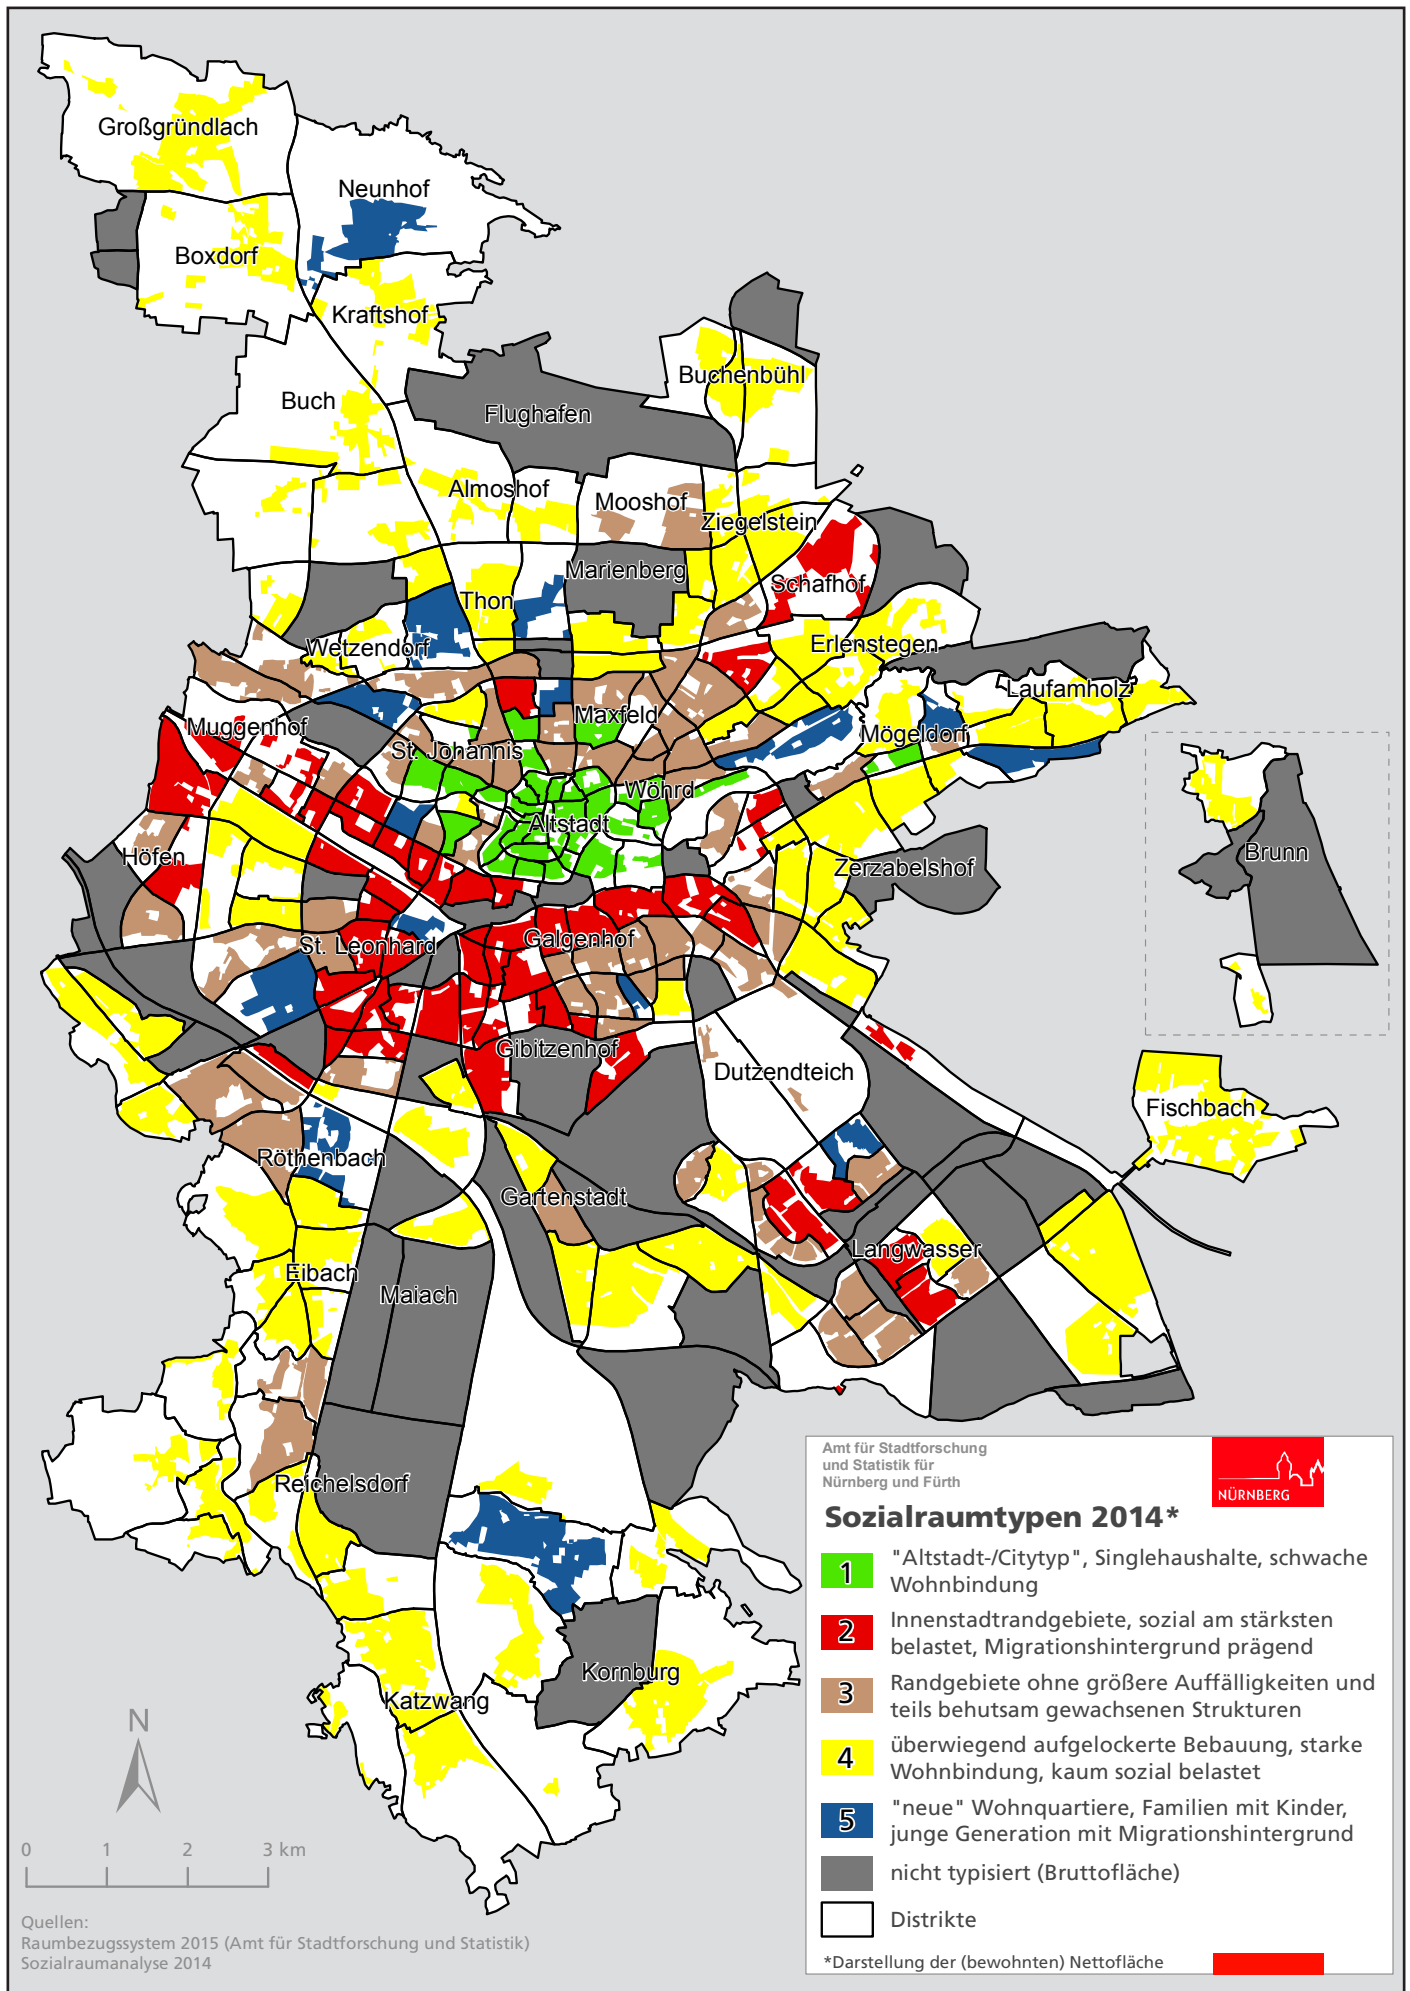 Großgründlach
Neunhof
Boxdorf
Kraftshof
Buchenbühl
Buch
Flughafen
Almoshof
Mooshof
Ziegelstein
Marienberg
Schafhof
Thon
Wetzendorf
Erlenstegen
Laufamholz
Muggenhof
Maxfeld
Mögeldorf
St. Johannis
Wöhrd
Altstadt
Höfen
Zerzabelshof
Brunn
St. Leonhard
Galgenhof
Gibitzenhof
Dutzendteich
Fischbach
Röthenbach
Gartenstadt
Langwasser
Eibach
Maiach
Reichelsdorf
Kornburg
Katzwang
Amt für Stadtforschung
und Statistik für
Nürnberg und Fürth
NÜRNBERG
Sozialraumtypen 2014*
1 "Altstadt-/Citytyp", Singlehaushalte, schwache
Wohnbindung
2 Innenstadtrandgebiete, sozial am stärksten
belastet, Migrationshintergrund prägend
3 Randgebiete ohne größere Auffälligkeiten und
teils behutsam gewachsenen Strukturen
4 überwiegend aufgelockerte Bebauung, starke
Wohnbindung, kaum sozial belastet
5 "neue" Wohnquartiere, Familien mit Kinder,
junge Generation mit Migrationshintergrund
nicht typisiert (Bruttofläche)
Distrikte
*Darstellung der (bewohnten) Nettofläche
N
0 1 2 3 km
Quellen:
Raumbezugssystem 2015 (Amt für Stadtforschung und Statistik)
Sozialraumanalyse 2014